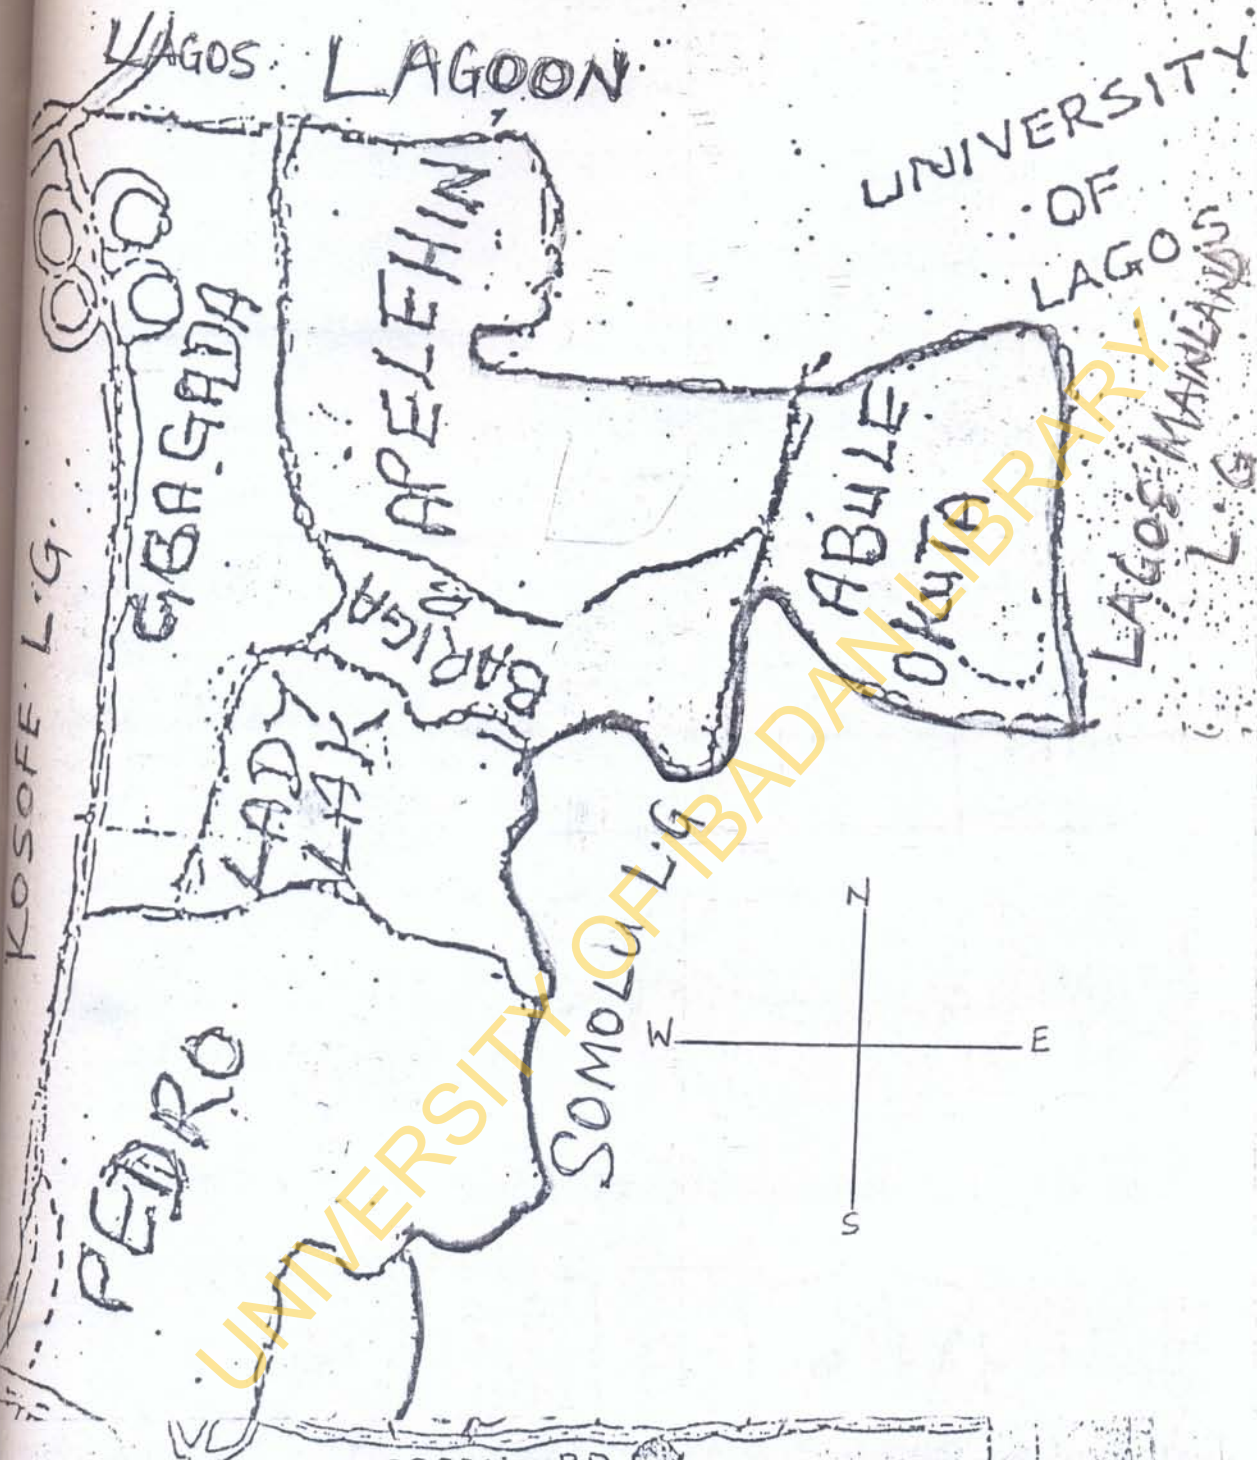 LAGOS LAGOON
UNIVERSITY
OF
LAGOS
LAGOS MAINLAND
L.G
APELEHIN
GBAGADA
ABULE
OKUTA
BARIGA
BARIGA
LADY
LAK
KOSOFE L.G.
SOMOLU L.G
PEDRO
N
W E
S
UNIVERSITY OF IBADAN LIBRARY